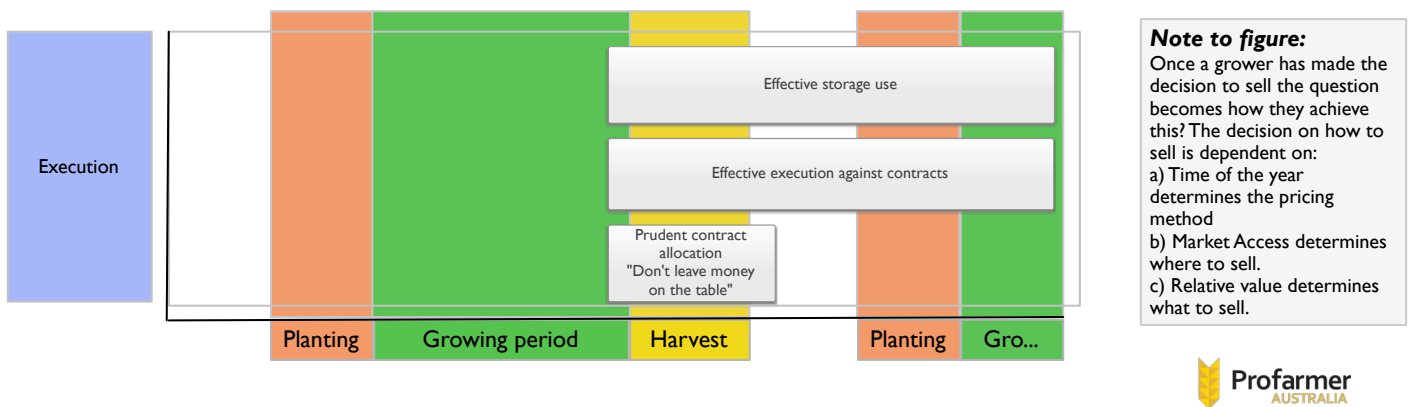 Execution
Effective storage use
Effective execution against contracts
Prudent contract
allocation
"Don't leave money
on the table"
Planting
Growing period
Harvest
Planting
Gro...
Note to figure:
Once a grower has made the
decision to sell the question
becomes how they achieve
this? The decision on how to
sell is dependent on:
a) Time of the year
determines the pricing
method
b) Market Access determines
where to sell.
c) Relative value determines
what to sell.
Profarmer
AUSTRALIA